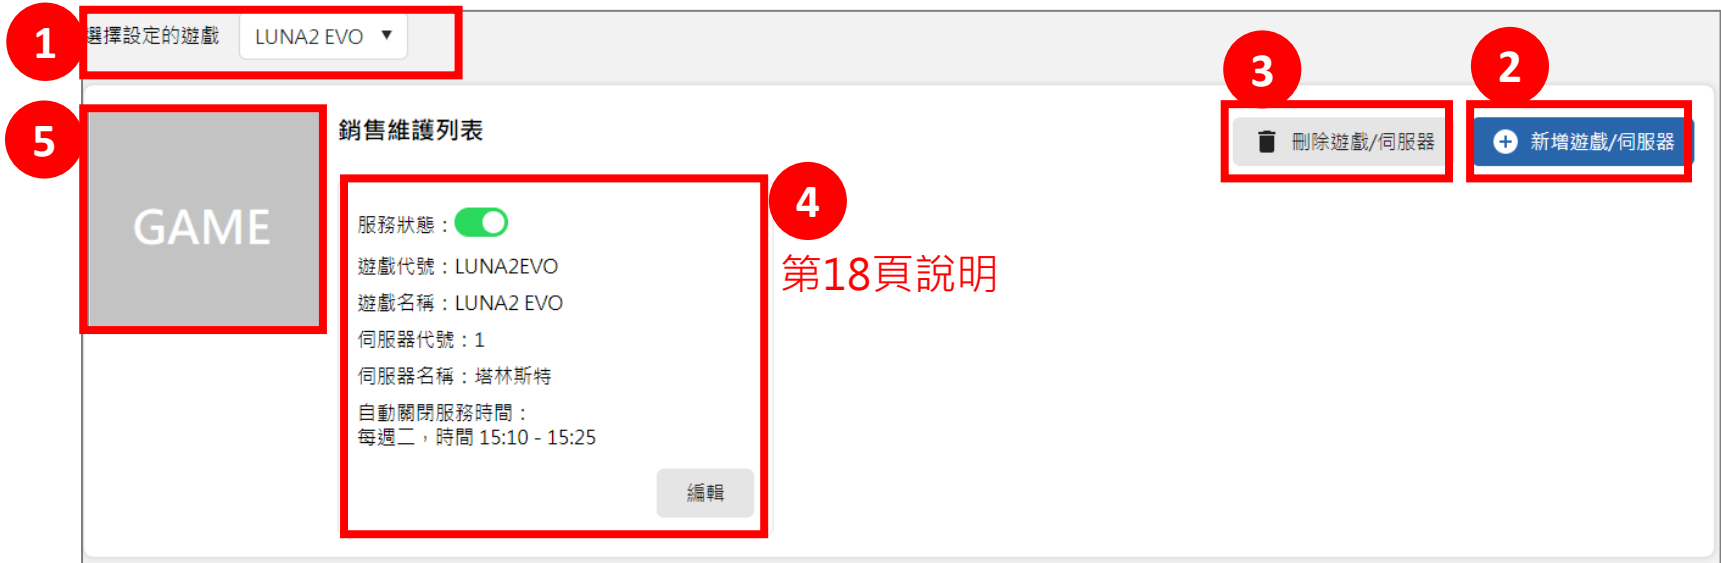 1
選擇設定的遊戲
LUNA2 EVO ▼
3
2
5
銷售維護列表
刪除遊戲/伺服器
新增遊戲/伺服器
GAME
4
第18頁說明
服務狀態：
遊戲代號：LUNA2EVO
遊戲名稱：LUNA2 EVO
伺服器代號：1
伺服器名稱：塔林斯特
自動關閉服務時間：
每週二，時間 15:10 - 15:25
編輯